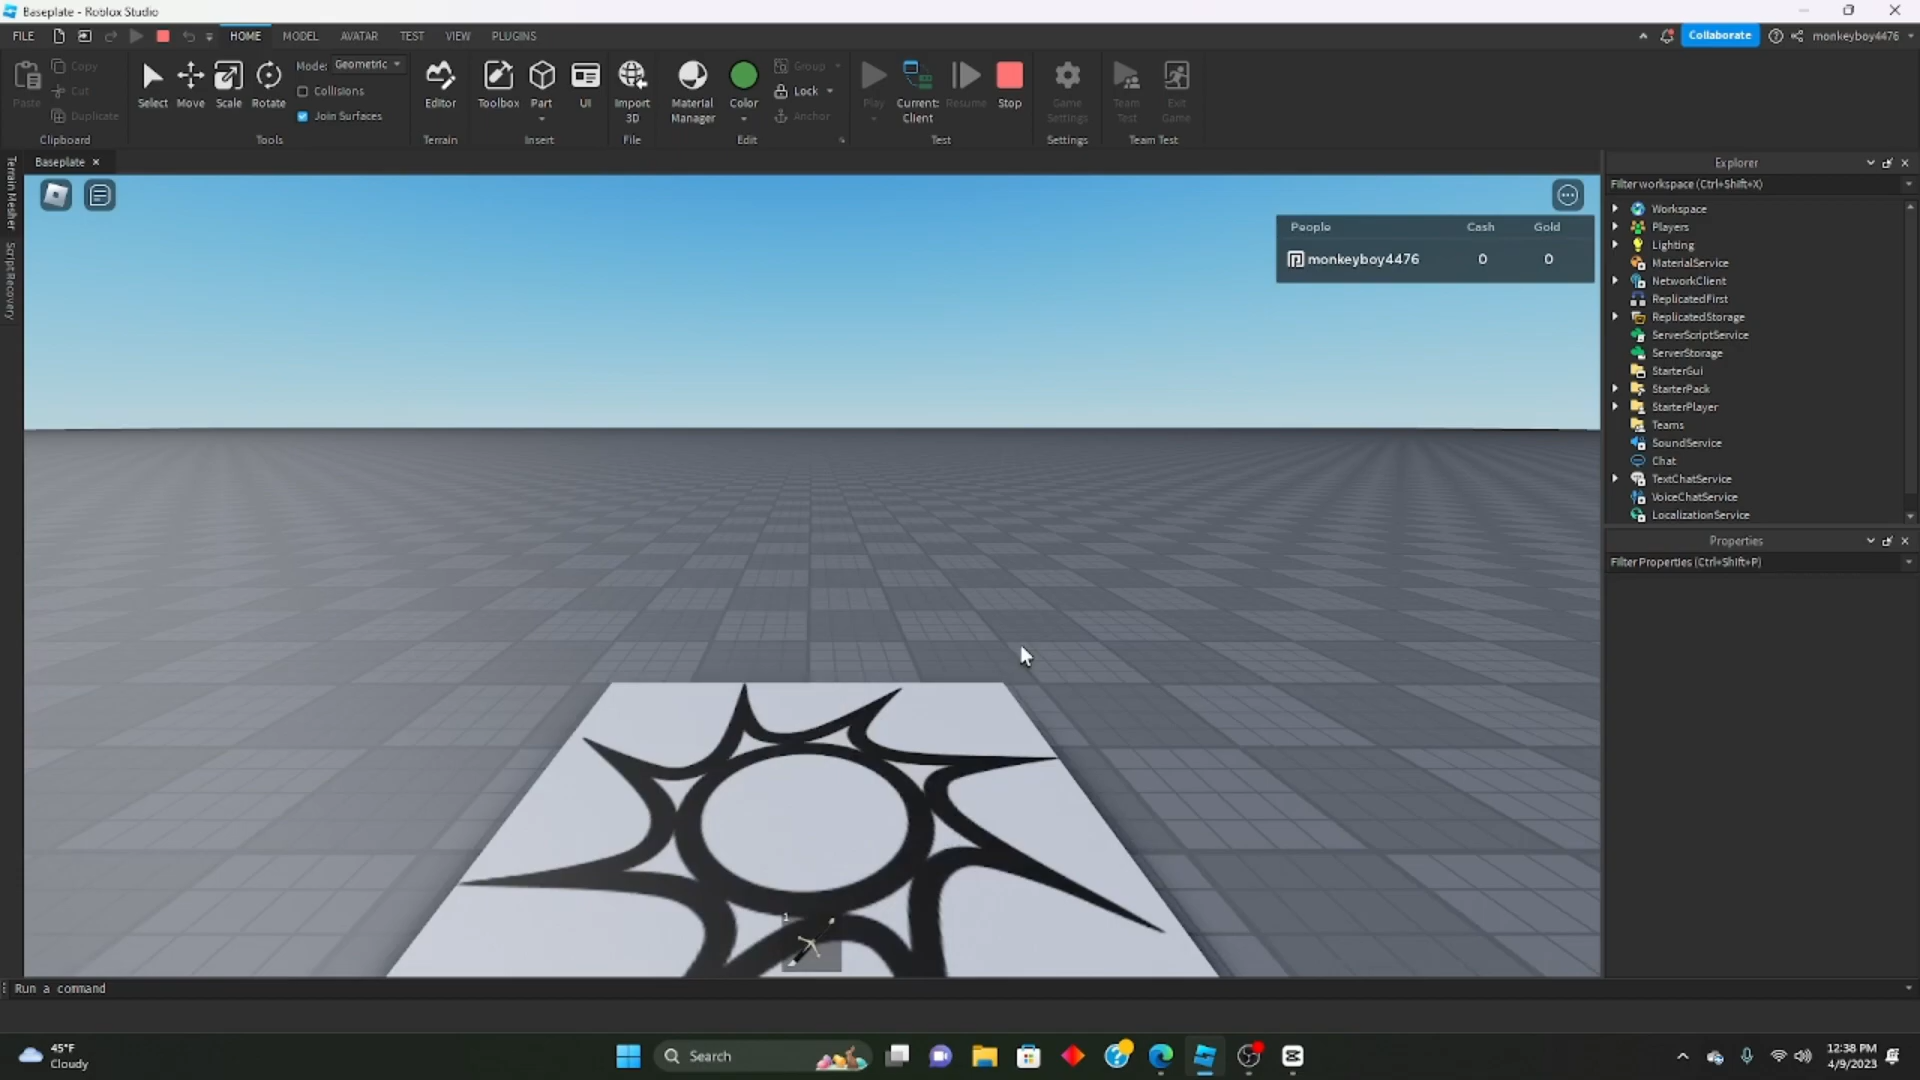 Baseplate - Roblox Studio
FILE HOME MODEL AVATAR TEST VIEW PLUGINS Collaborate monkeyboy4476
Paste Copy Cut Duplicate Clipboard
Select Move Scale Rotate Mode: Geometric Collisions Join Surfaces Tools
Editor Terrain
Toolbox Part UI Insert
Import 3D File
Material Manager Color Group Lock Anchor Edit
Play Current: Client Resume Stop Test
Game Settings Settings
Team Test Exit Game Team Test
Terrain Mesher
Script Recovery
Baseplate
People Cash Gold
monkeyboy4476 0 0
1
Explorer
Filter workspace (Ctrl+Shift+X)
Workspace
Players
Lighting
MaterialService
NetworkClient
ReplicatedFirst
ReplicatedStorage
ServerScriptService
ServerStorage
StarterGui
StarterPack
StarterPlayer
Teams
SoundService
Chat
TextChatService
VoiceChatService
LocalizationService
Properties
Filter Properties (Ctrl+Shift+P)
Run a command
45°F
Cloudy
Search
12:38 PM
4/9/2023